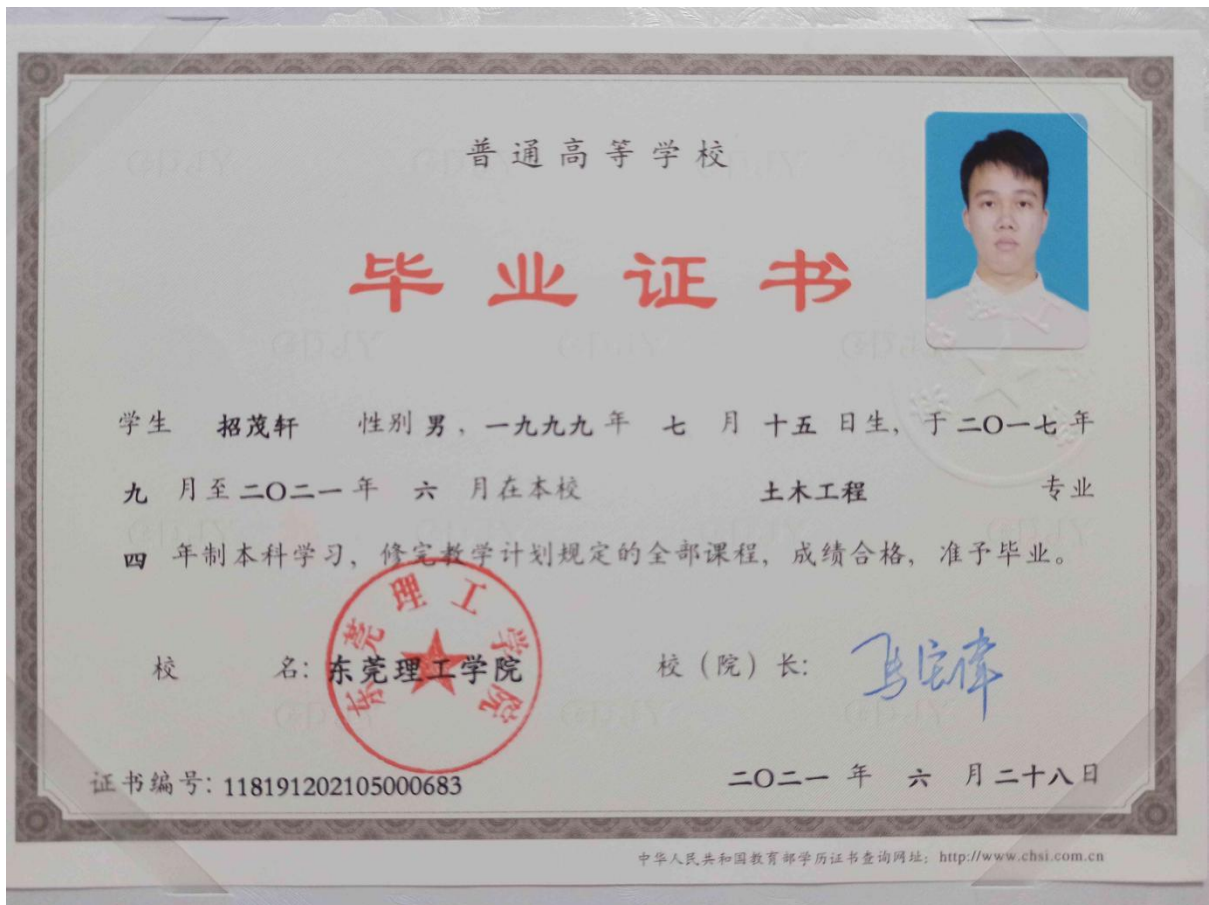 普通高等学校
毕业证书
学生 招茂轩 性别 男，一九九九 年 七 月 十五 日生，于 二〇一七 年
九 月至 二〇二一 年 六 月在本校 土木工程 专业
四 年制本科学习，修完教学计划规定的全部课程，成绩合格，准予毕业。
校 名：东莞理工学院 校（院）长：
东莞理工学院
证书编号：118191202105000683 二〇二一 年 六 月 二十八 日
中华人民共和国教育部学历证书查询网址：http://www.chsi.com.cn